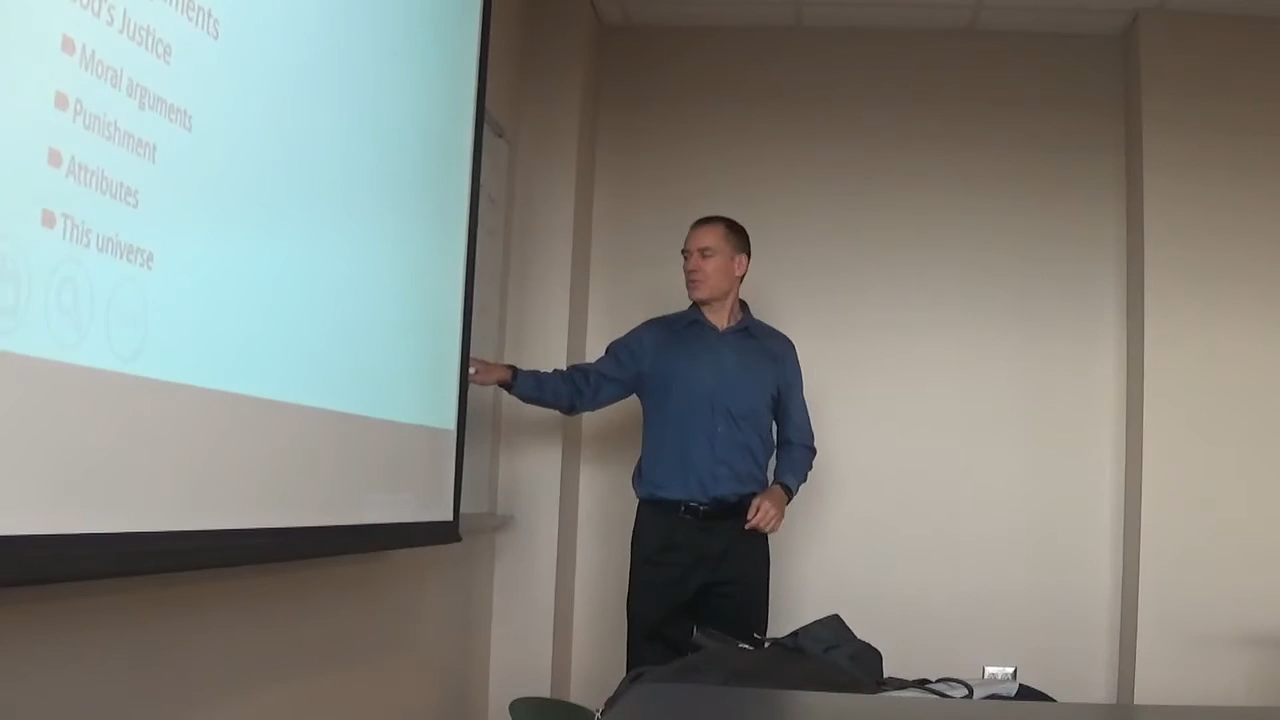 God's Justice
Moral arguments
Punishment
Attributes
This universe